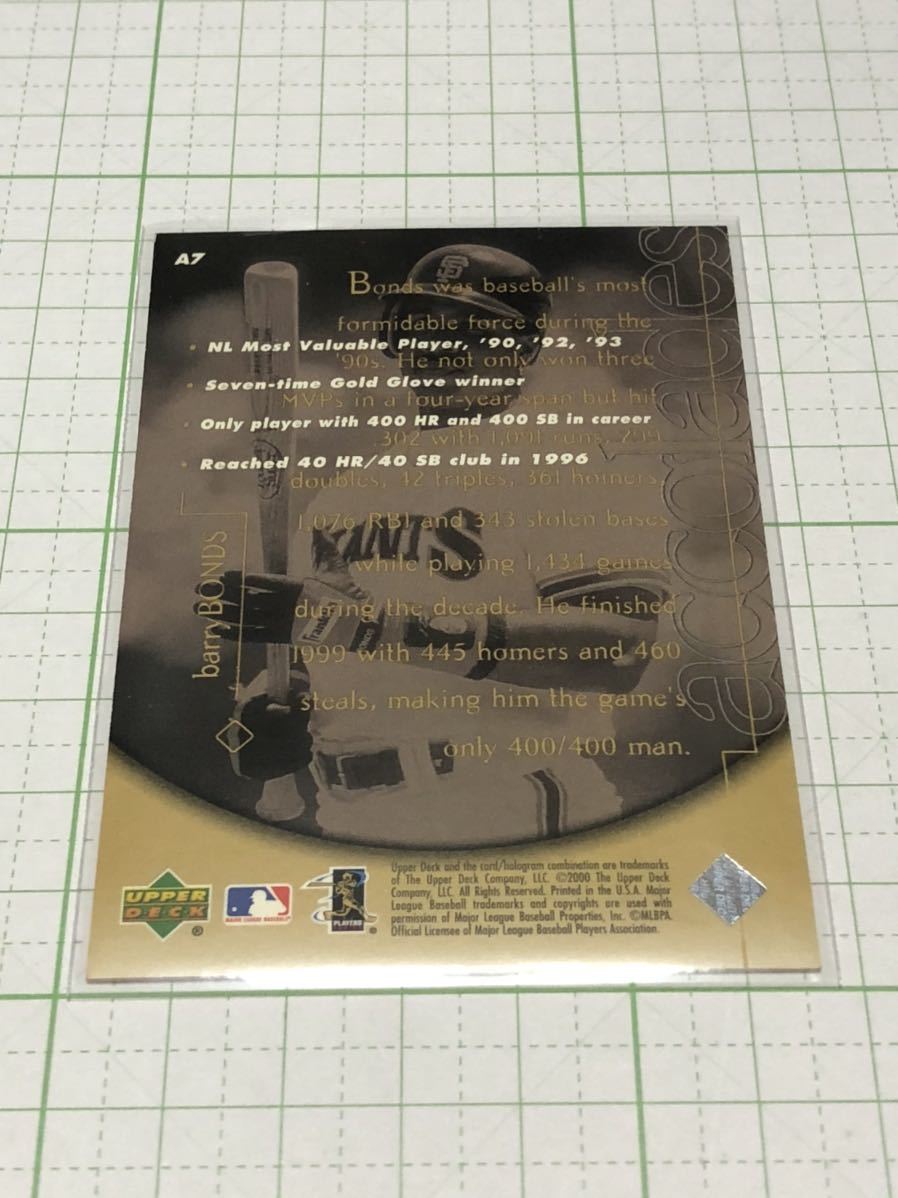 A7
Bonds was baseball's most
formidable force during the
'90s. He not only won three
MVPs in a four-year span but hit
.302 with 1,091 runs, 299
doubles, 42 triples, 361 homers,
1,076 RBI and 343 stolen bases
while playing 1,434 games
during the decade. He finished
1999 with 445 homers and 460
steals, making him the game's
only 400/400 man.
• NL Most Valuable Player, '90, '92, '93
• Seven-time Gold Glove winner
• Only player with 400 HR and 400 SB in career
• Reached 40 HR/40 SB club in 1996
barryBONDS
accolades
SF
GIANTS
Franklin
UPPER
DECK
®
MAJOR LEAGUE BASEBALL
PLAYERS
®
Upper Deck and the card/hologram combination are trademarks
of The Upper Deck Company, LLC. ©2000 The Upper Deck
Company, LLC. All Rights Reserved. Printed in the U.S.A. Major
League Baseball trademarks and copyrights are used with
permission of Major League Baseball Properties, Inc. ©MLBPA.
Official Licensee of Major League Baseball Players Association.